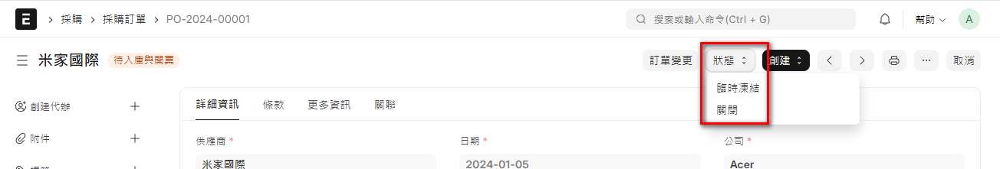 E > 採購 > 採購訂單 > PO-2024-00001 搜索或輸入命令(Ctrl + G) 幫助 A
米家國際 待入庫與開票 訂單變更 狀態 創建 ... 取消
臨時凍結
關閉
創建代辦 +
附件 +
詳細資訊 條款 更多資訊 關聯
供應商 * 日期 * 公司 *
米家國際 2024-01-05 Acer